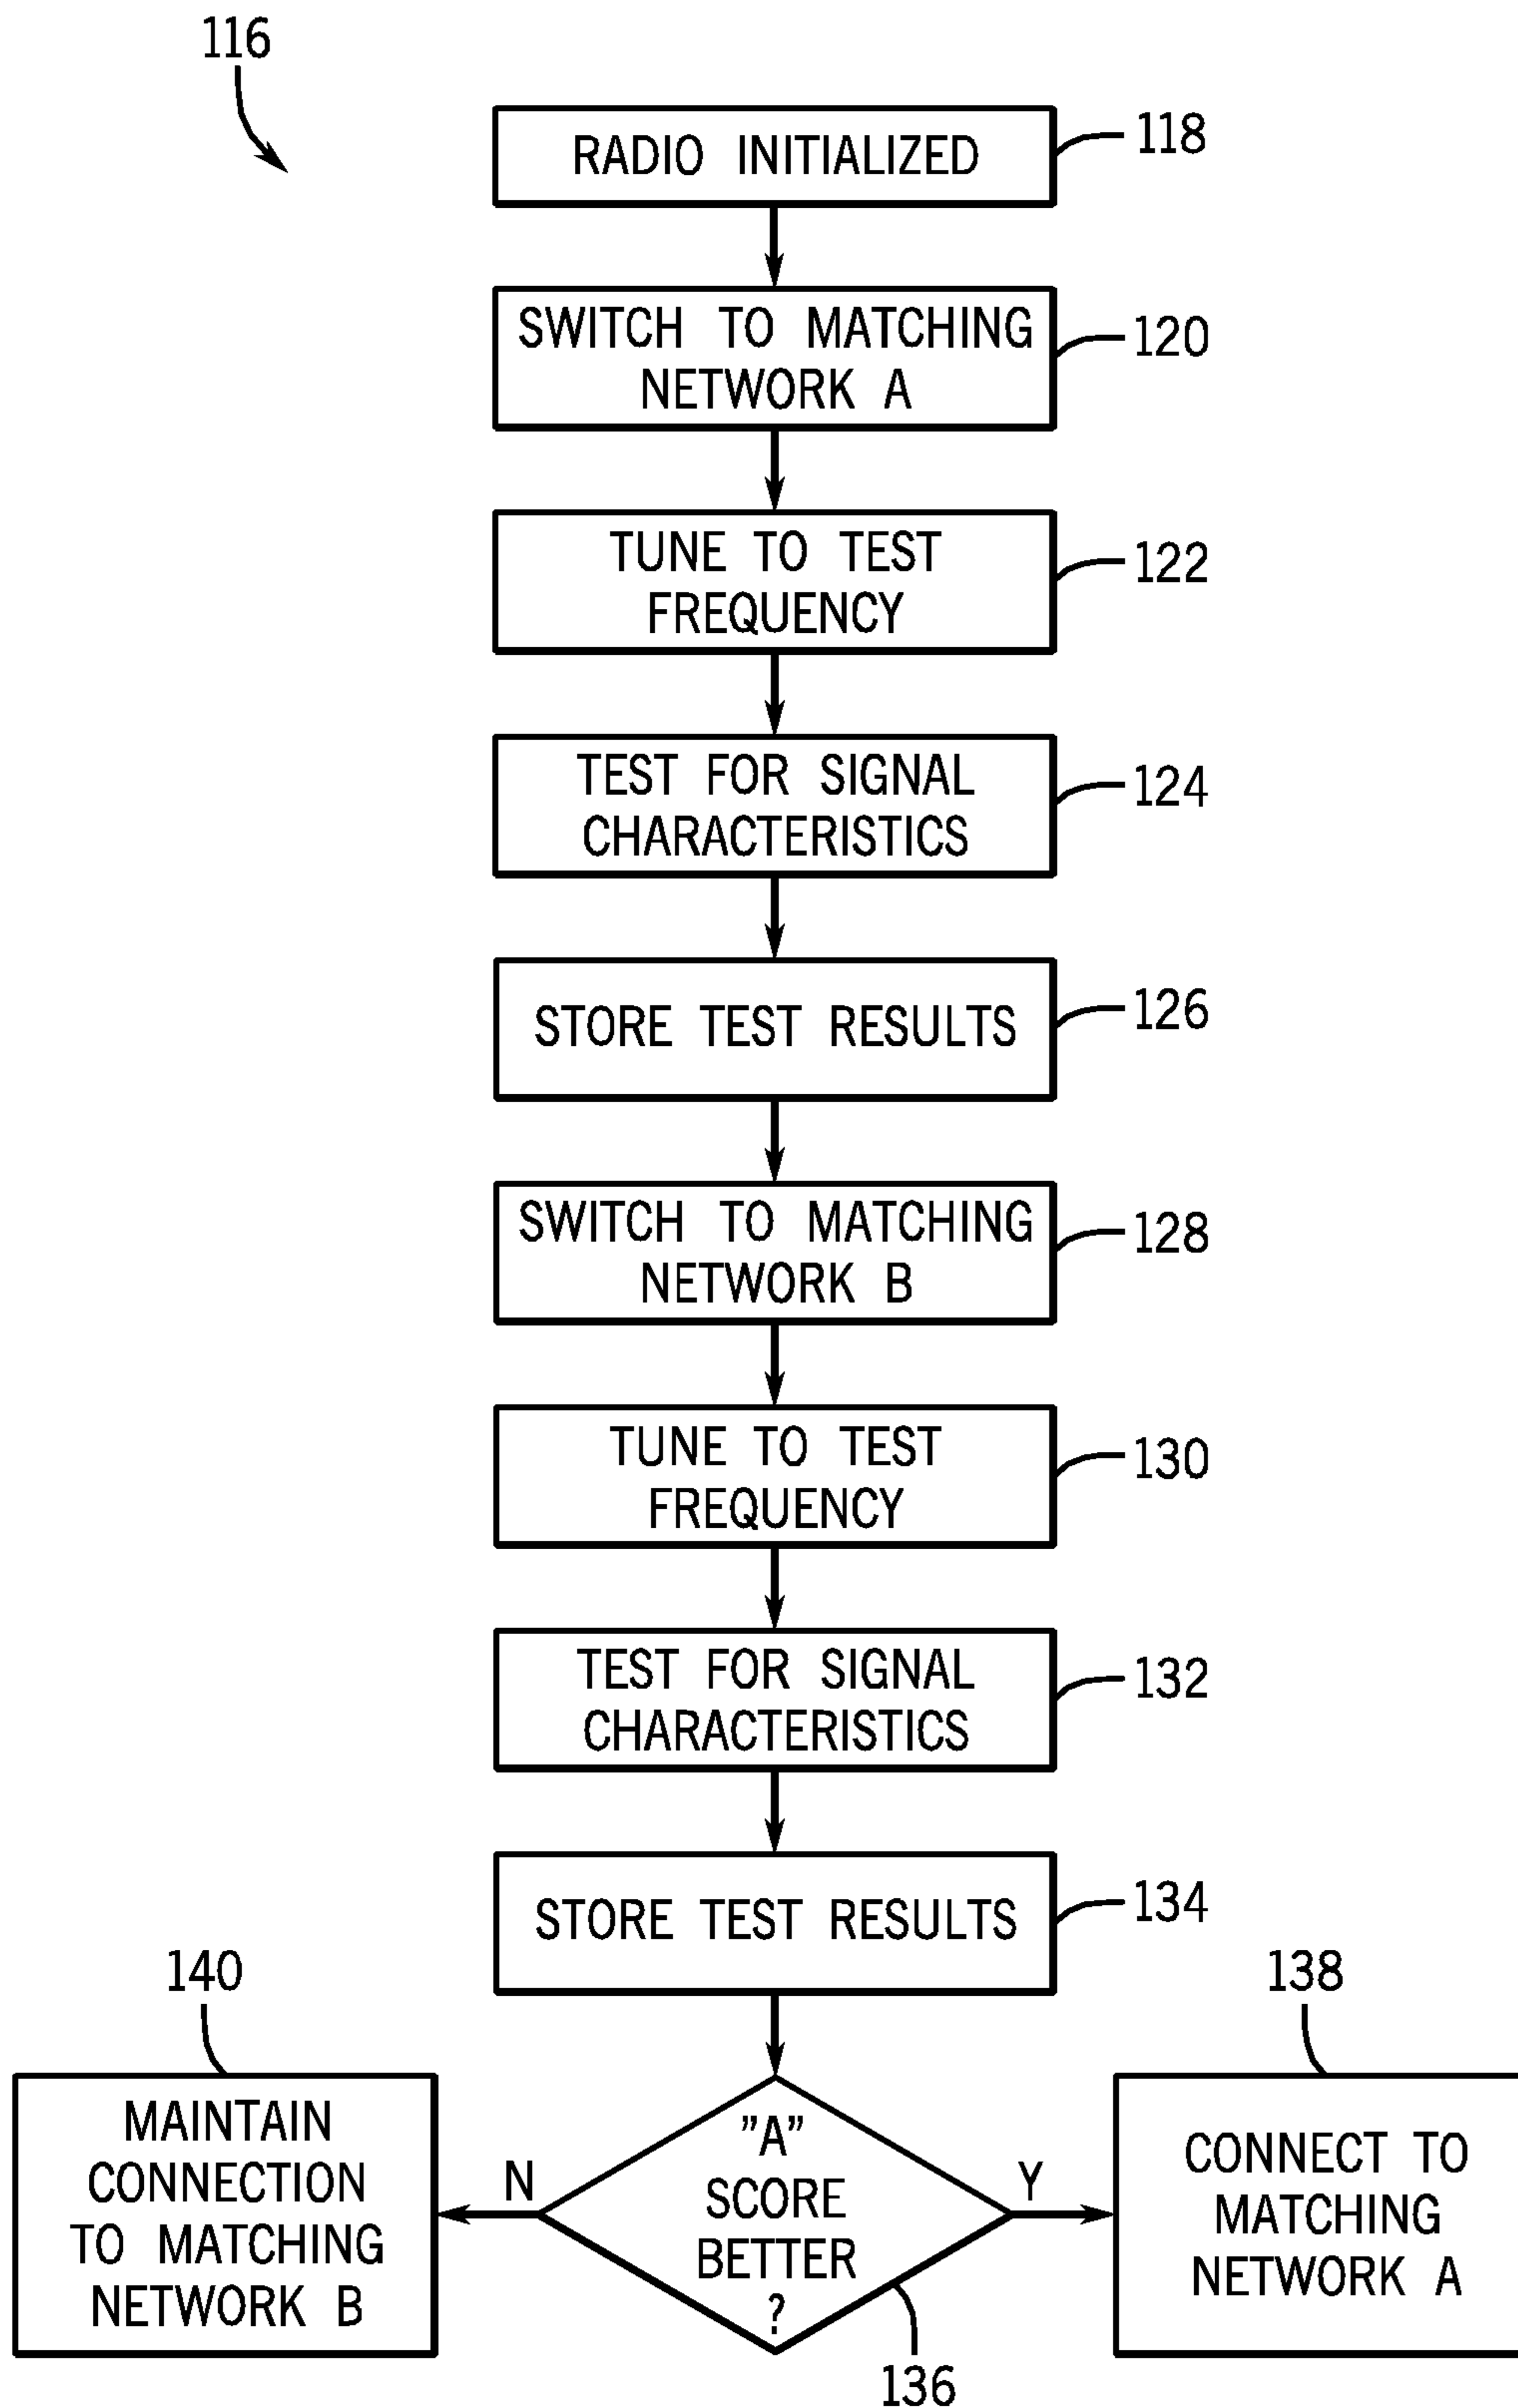 116
RADIO INITIALIZED
118
SWITCH TO MATCHING
NETWORK A
120
TUNE TO TEST
FREQUENCY
122
TEST FOR SIGNAL
CHARACTERISTICS
124
STORE TEST RESULTS
126
SWITCH TO MATCHING
NETWORK B
128
TUNE TO TEST
FREQUENCY
130
TEST FOR SIGNAL
CHARACTERISTICS
132
STORE TEST RESULTS
134
140
MAINTAIN
CONNECTION
TO MATCHING
NETWORK B
N
”A”
SCORE
BETTER
?
136
Y
138
CONNECT TO
MATCHING
NETWORK A